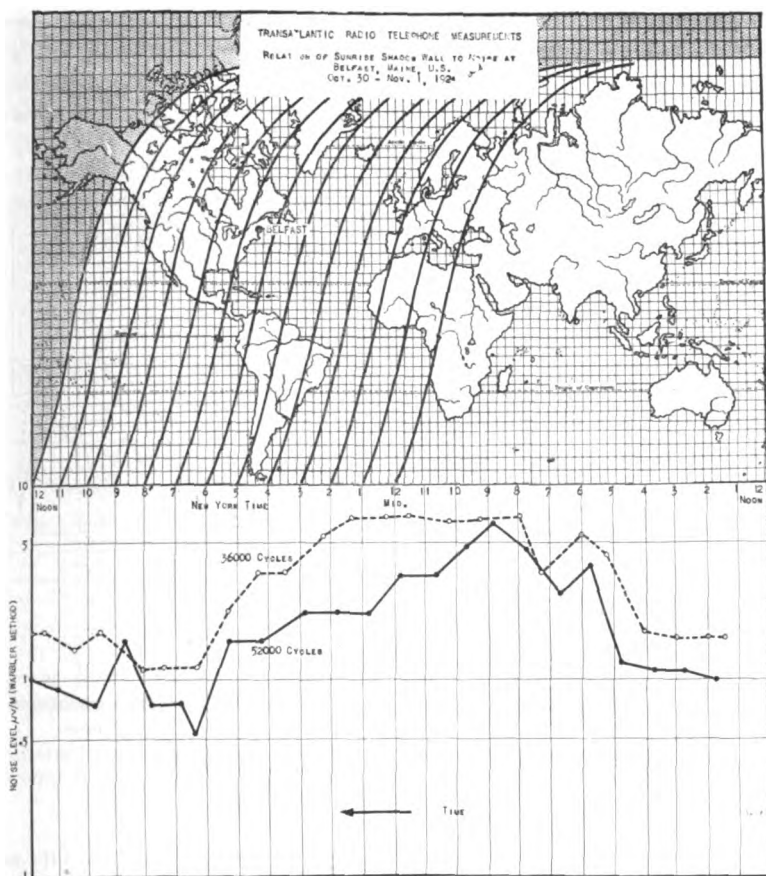 TRANSATLANTIC RADIO TELEPHONE MEASUREMENTS
RELATION OF SUNRISE SHADOW WALL TO NOISE AT
BELFAST, MAINE, U.S.
OCT. 30 - NOV. 1, 192
BELFAST
10
12 11 10 9 8 7 6 5 4 3 2 1 12 11 10 9 8 7 6 5 4 3 2 1 12
NOON NEW YORK TIME MID. NOON
5
36000 CYCLES
52000 CYCLES
1
.5
.1
NOISE LEVEL, μV/M (WARBLER METHOD)
TIME